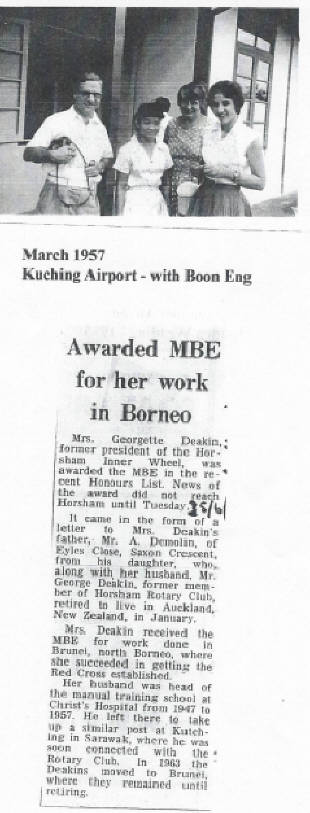 March 1957
Kuching Airport - with Boon Eng
Awarded MBE
for her work
in Borneo
Mrs. Georgette Deakin,
former president of the Hor-
sham Inner Wheel, was
awarded the MBE in the re-
cent Honours List. News of
the award did not reach
Horsham until Tuesday.
It came in the form of a
letter to Mrs. Deakin's
father, Mr. A. Demolin, of
Eyles Close, Saxon Crescent,
from his daughter, who,
along with her husband, Mr.
George Deakin, former mem-
ber of Horsham Rotary Club,
retired to live in Auckland,
New Zealand, in January.
Mrs. Deakin received the
MBE for work done in
Brunei, north Borneo, where
she succeeded in getting the
Red Cross established.
Her husband was head of
the manual training school at
Christ's Hospital from 1947 to
1957. He left there to take
up a similar post at Kutch-
ing in Sarawak, where he was
soon connected with the
Rotary Club. In 1963 the
Deakins moved to Brunei,
where they remained until
retiring.